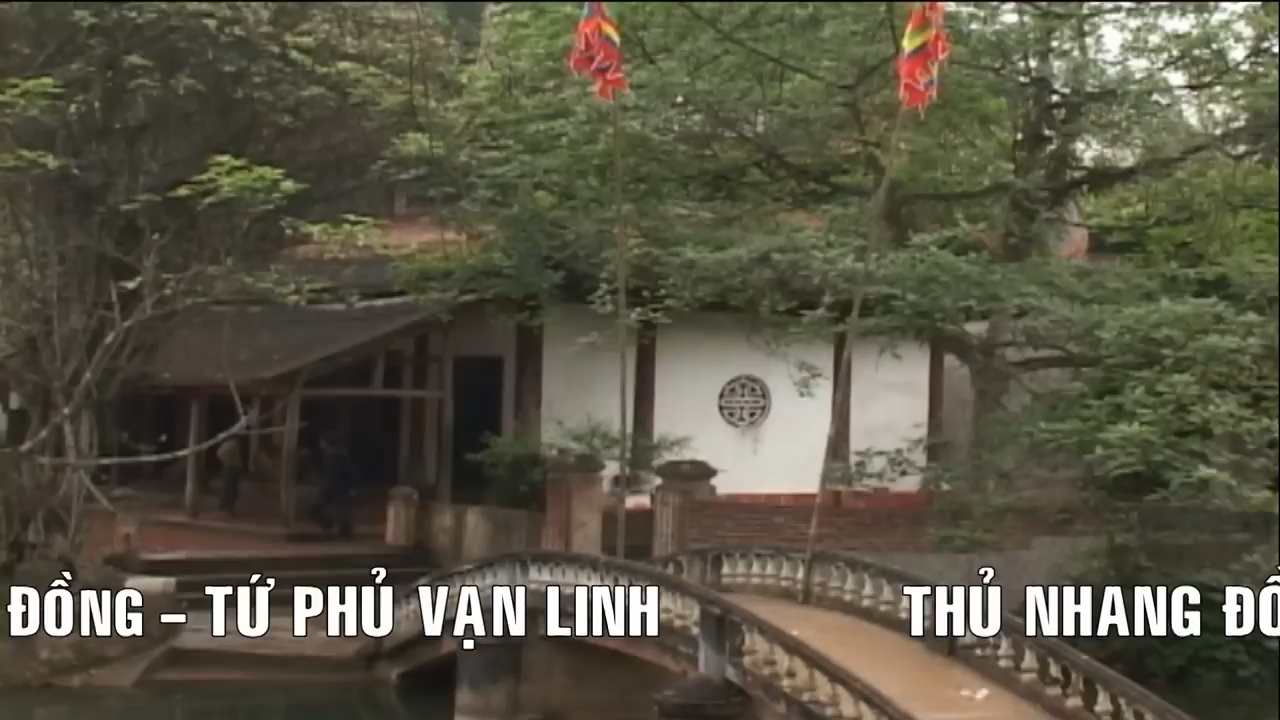 ĐỒNG – TỨ PHỦ VẠN LINH THỦ NHANG ĐỒ